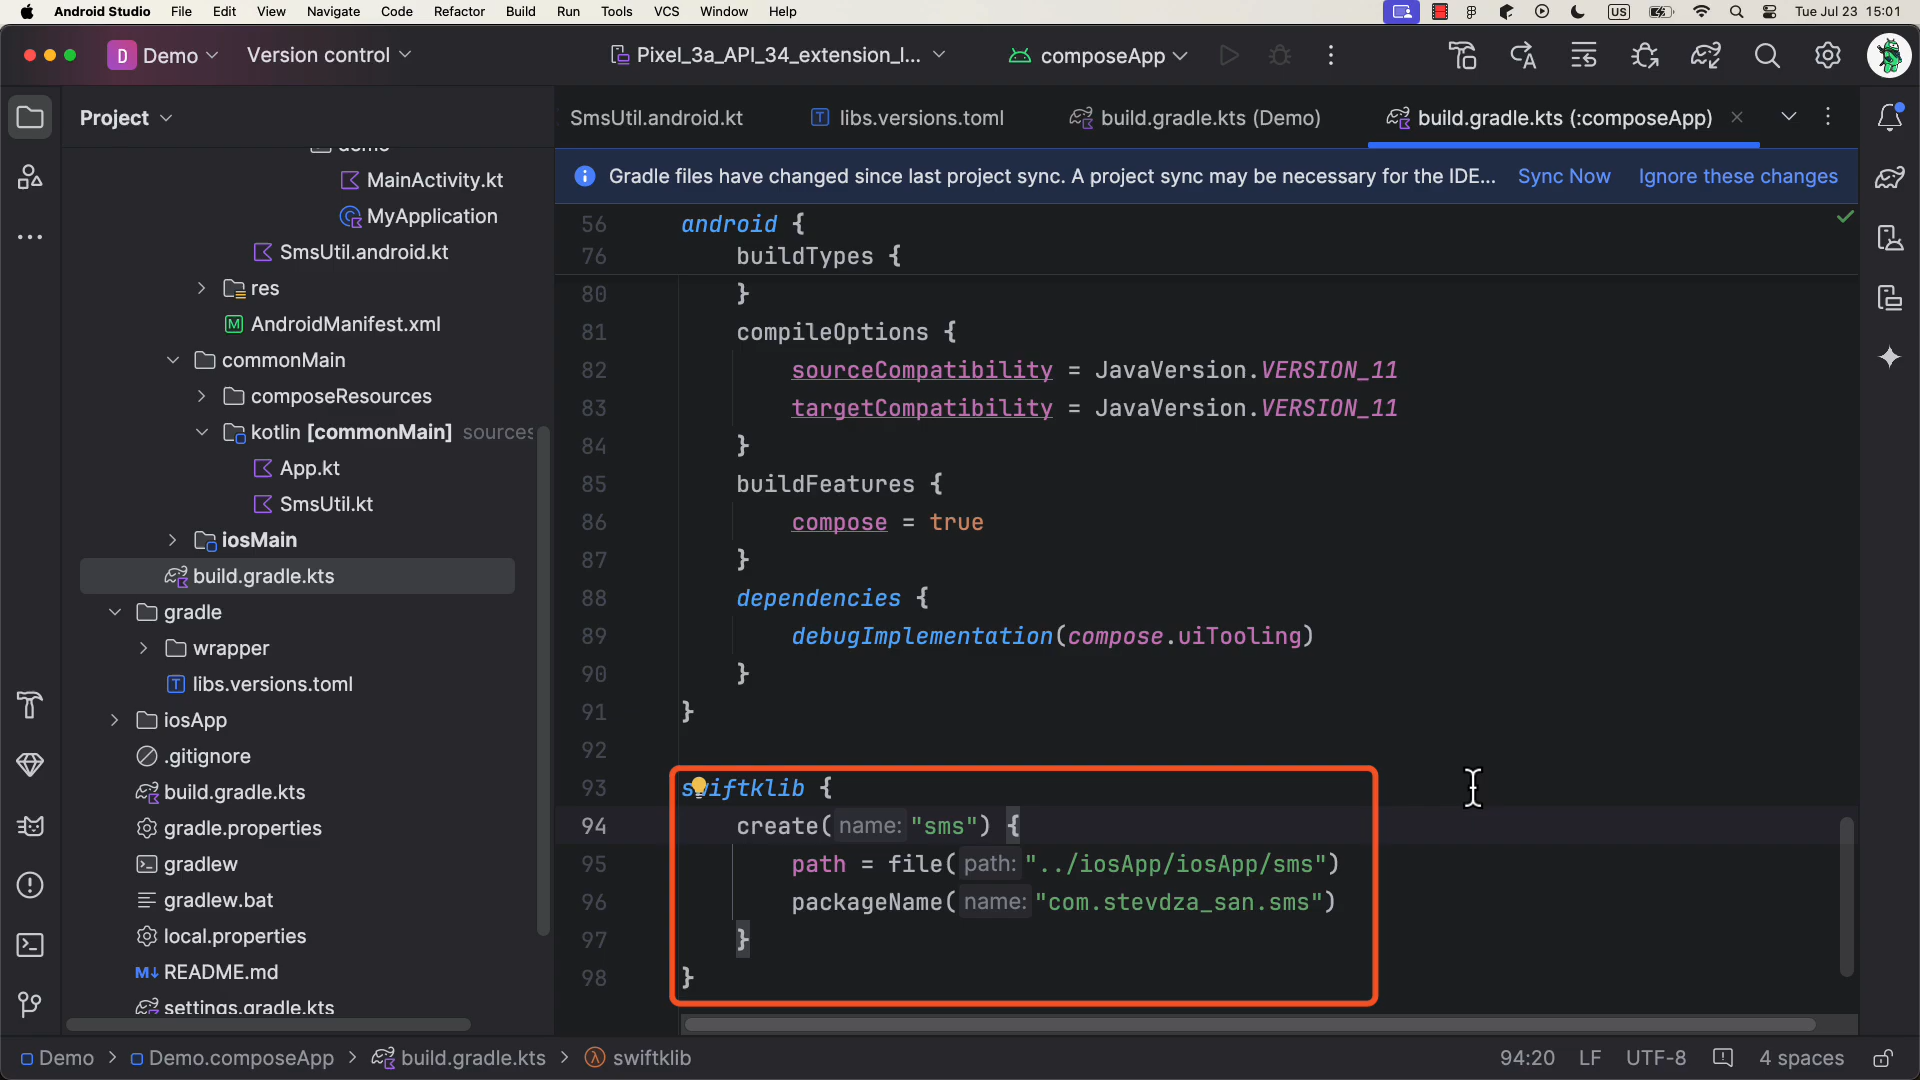 Android Studio File Edit View Navigate Code Refactor Build Run Tools VCS Window Help US Tue Jul 23 15:01
D Demo Version control Pixel_3a_API_34_extension_l... composeApp
Project
SmsUtil.android.kt libs.versions.toml build.gradle.kts (Demo) build.gradle.kts (:composeApp)
Gradle files have changed since last project sync. A project sync may be necessary for the IDE... Sync Now Ignore these changes
demo
MainActivity.kt
MyApplication
SmsUtil.android.kt
res
AndroidManifest.xml
commonMain
composeResources
kotlin [commonMain] sources
App.kt
SmsUtil.kt
iosMain
build.gradle.kts
gradle
wrapper
libs.versions.toml
iosApp
.gitignore
build.gradle.kts
gradle.properties
gradlew
gradlew.bat
local.properties
README.md
settings.gradle.kts
56 android {
76 buildTypes {
80 }
81 compileOptions {
82 sourceCompatibility = JavaVersion.VERSION_11
83 targetCompatibility = JavaVersion.VERSION_11
84 }
85 buildFeatures {
86 compose = true
87 }
88 dependencies {
89 debugImplementation(compose.uiTooling)
90 }
91 }
92
93 swiftklib {
94 create( name: "sms") {
95 path = file( path: "../iosApp/iosApp/sms")
96 packageName( name: "com.stevdza_san.sms")
97 }
98 }
Demo > Demo.composeApp > build.gradle.kts > swiftklib 94:20 LF UTF-8 4 spaces